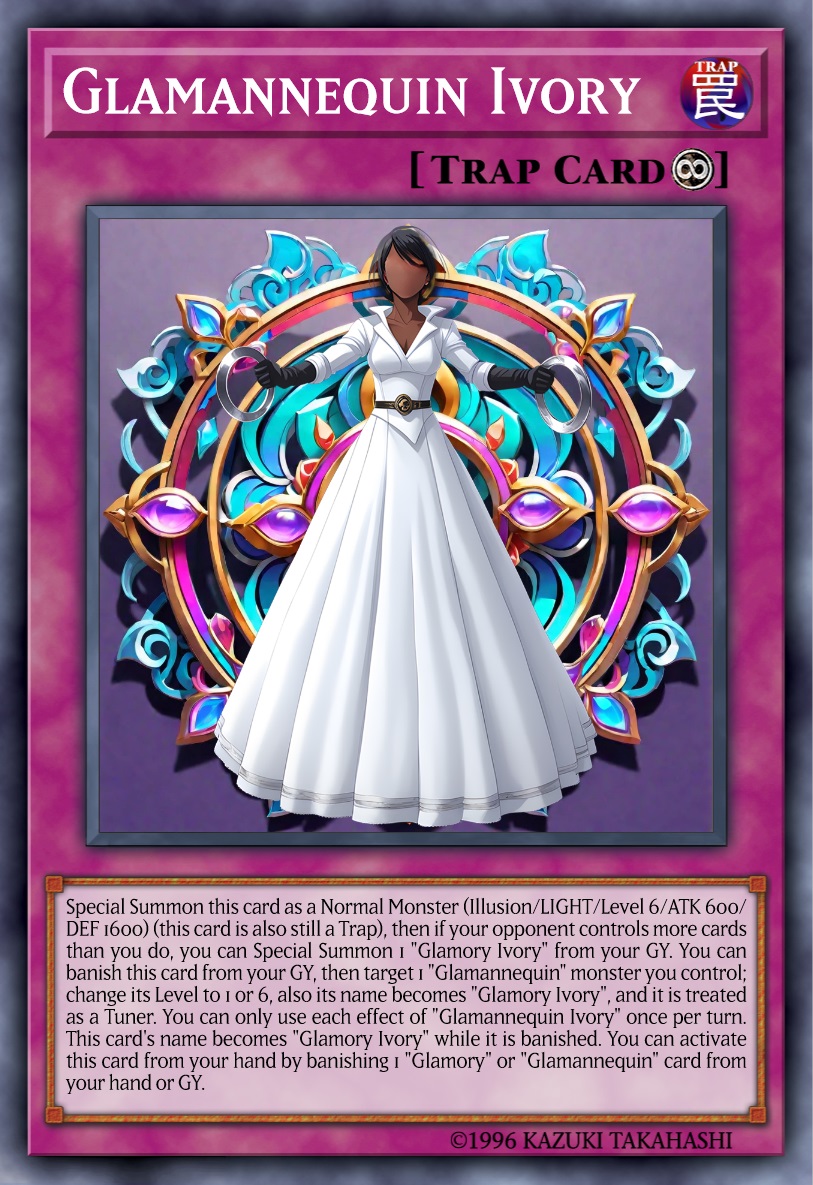 Glamannequin Ivory
TRAP
罠
[Trap Card]
Special Summon this card as a Normal Monster (Illusion/LIGHT/Level 6/ATK 600/
DEF 1600) (this card is also still a Trap), then if your opponent controls more cards
than you do, you can Special Summon 1 "Glamory Ivory" from your GY. You can
banish this card from your GY, then target 1 "Glamannequin" monster you control;
change its Level to 1 or 6, also its name becomes "Glamory Ivory", and it is treated
as a Tuner. You can only use each effect of "Glamannequin Ivory" once per turn.
This card's name becomes "Glamory Ivory" while it is banished. You can activate
this card from your hand by banishing 1 "Glamory" or "Glamannequin" card from
your hand or GY.
©1996 KAZUKI TAKAHASHI